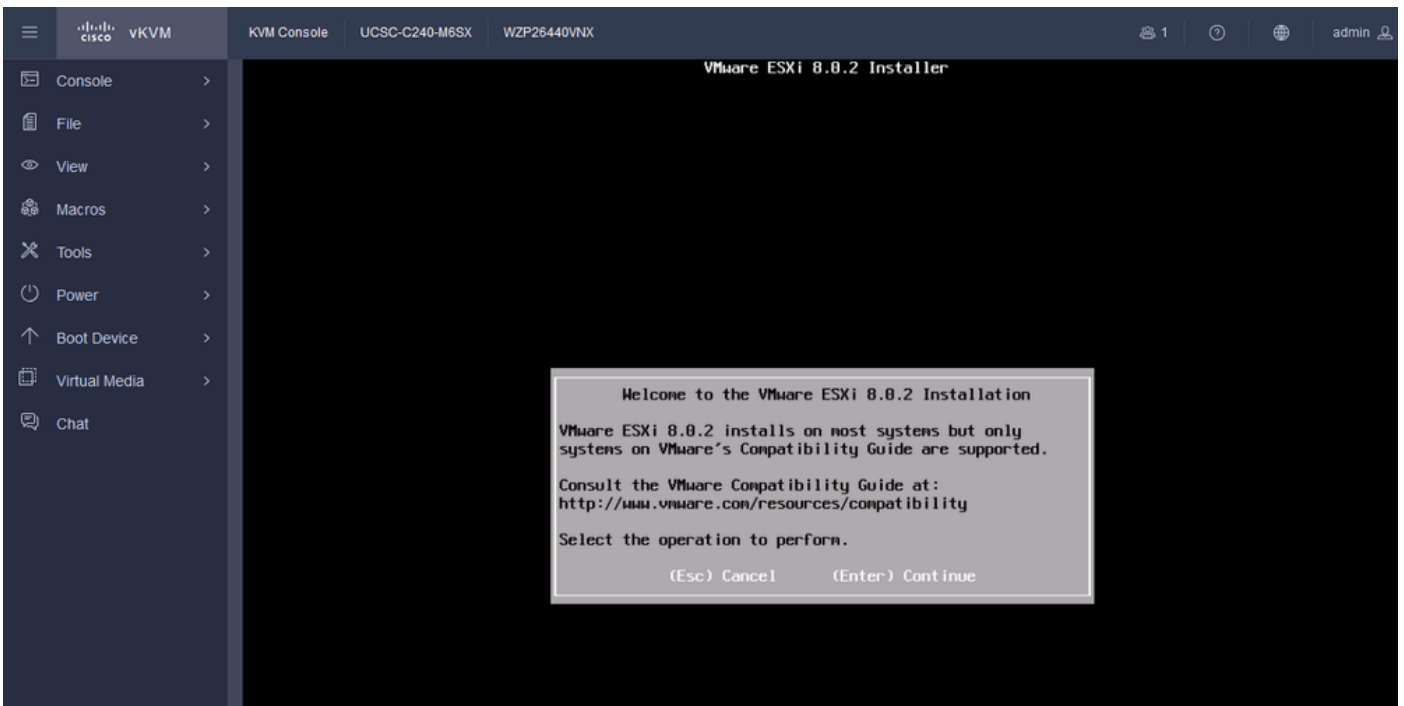 cisco vKVM KVM Console UCSC-C240-M6SX WZP26440VNX 1 ? admin
Console >
File >
View >
Macros >
Tools >
Power >
Boot Device >
Virtual Media >
Chat
VMware ESXi 8.0.2 Installer
Welcome to the VMware ESXi 8.0.2 Installation
VMware ESXi 8.0.2 installs on most systems but only
systems on VMware's Compatibility Guide are supported.
Consult the VMware Compatibility Guide at:
http://www.vmware.com/resources/compatibility
Select the operation to perform.
(Esc) Cancel (Enter) Continue